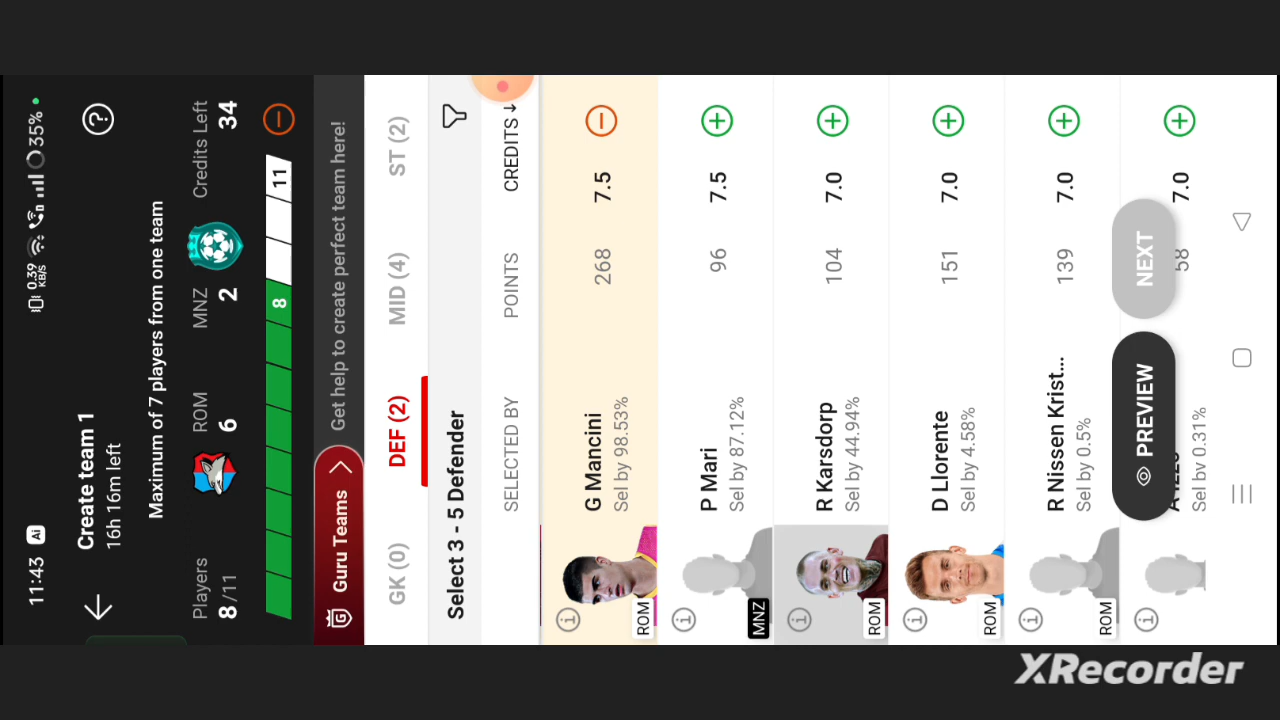 11:43 Ai 0.39 KB/S 35%
Create team 1
16h 16m left
Maximum of 7 players from one team
Players ROM MNZ Credits Left
8 /11 6 2 34
8 11
G Guru Teams Get help to create perfect team here!
GK (0) DEF (2) MID (4) ST (2)
Select 3 - 5 Defender
SELECTED BY POINTS CREDITS
G Mancini
Sel by 98.53%
268 7.5
ROM
P Mari
Sel by 87.12%
96 7.5
MNZ
R Karsdorp
Sel by 44.94%
104 7.0
ROM
D Llorente
Sel by 4.58%
151 7.0
ROM
R Nissen Krist...
Sel by 0.5%
139 7.0
ROM
PREVIEW NEXT
Sel by 0.31%
58 7.0
XRecorder